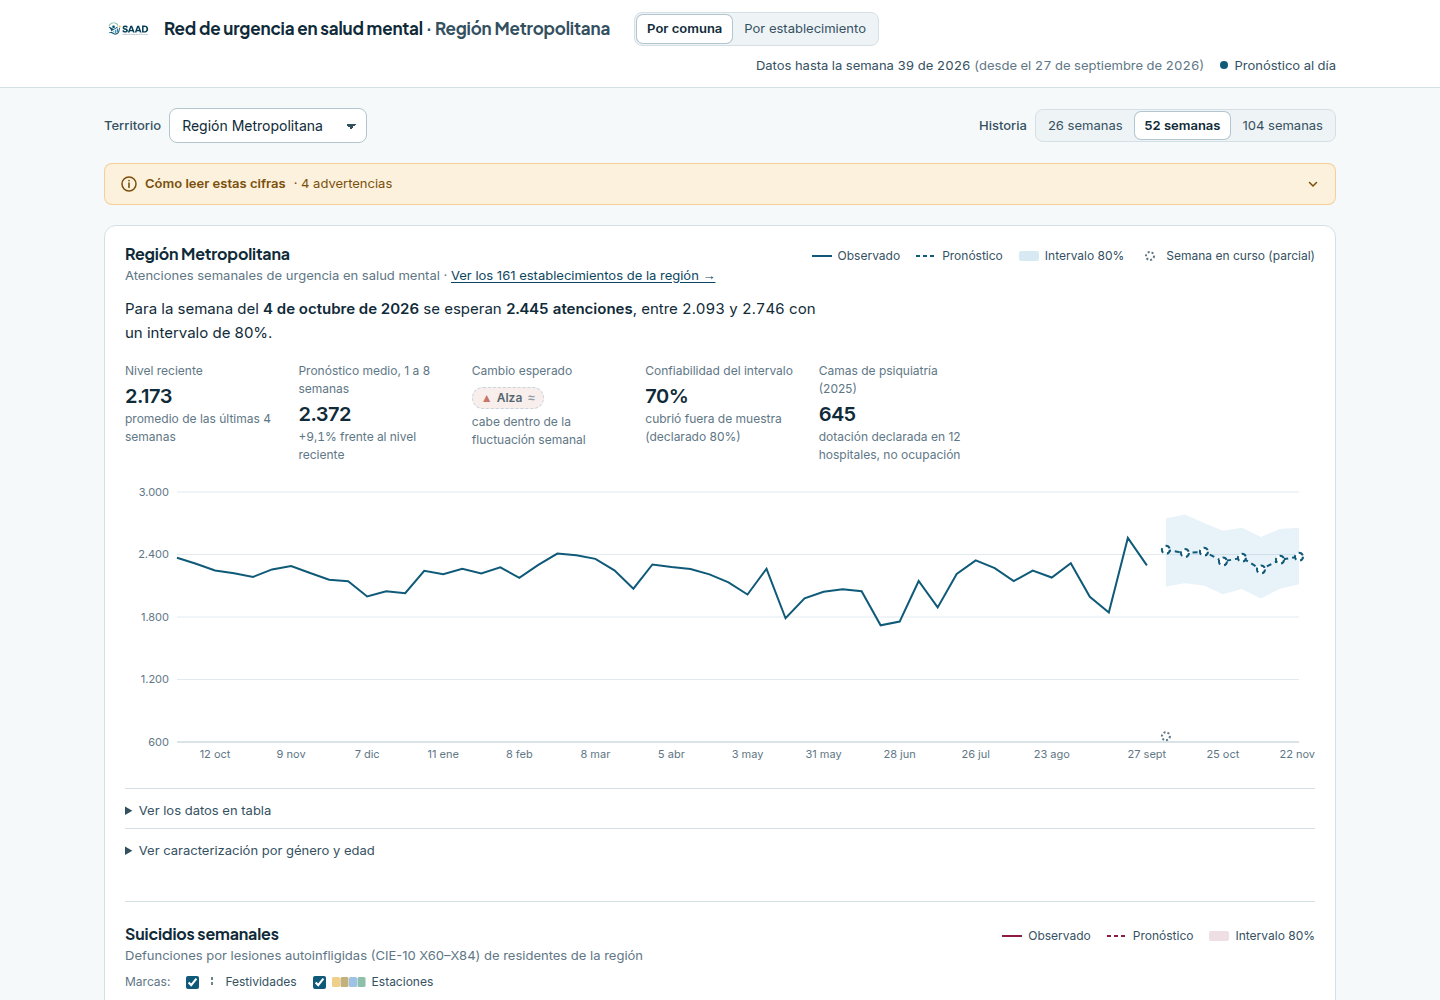 SAAD
Red de urgencia en salud mental · Región Metropolitana
Por comuna
Por establecimiento
Datos hasta la semana 39 de 2026 (desde el 27 de septiembre de 2026)
Pronóstico al día
Territorio
Región Metropolitana
Historia
26 semanas
52 semanas
104 semanas
Cómo leer estas cifras · 4 advertencias
Región Metropolitana
Atenciones semanales de urgencia en salud mental · Ver los 161 establecimientos de la región →
Observado
Pronóstico
Intervalo 80%
Semana en curso (parcial)
Para la semana del 4 de octubre de 2026 se esperan 2.445 atenciones, entre 2.093 y 2.746 con
un intervalo de 80%.
Nivel reciente
2.173
promedio de las últimas 4
semanas
Pronóstico medio, 1 a 8
semanas
2.372
+9,1% frente al nivel
reciente
Cambio esperado
▲ Alza ≈
cabe dentro de la
fluctuación semanal
Confiabilidad del intervalo
70%
cubrió fuera de muestra
(declarado 80%)
Camas de psiquiatría
(2025)
645
dotación declarada en 12
hospitales, no ocupación
3.000
2.400
1.800
1.200
600
12 oct
9 nov
7 dic
11 ene
8 feb
8 mar
5 abr
3 may
31 may
28 jun
26 jul
23 ago
27 sept
25 oct
22 nov
▶ Ver los datos en tabla
▶ Ver caracterización por género y edad
Suicidios semanales
Defunciones por lesiones autoinfligidas (CIE-10 X60–X84) de residentes de la región
Observado
Pronóstico
Intervalo 80%
Marcas:
Festividades
Estaciones